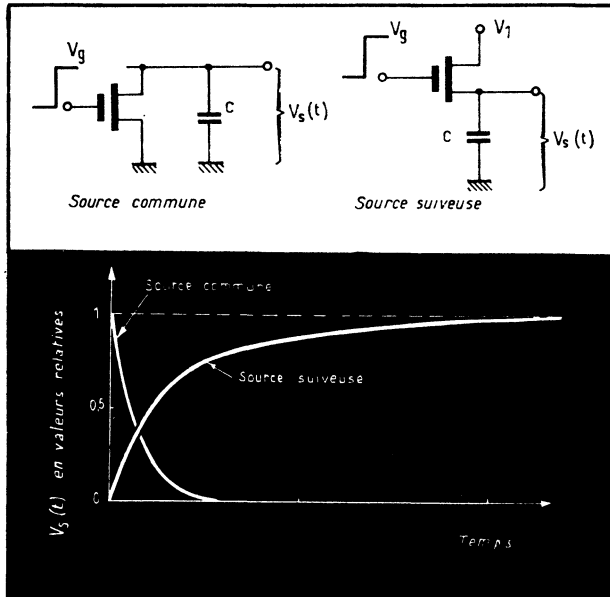 Vg
C
Vs(t)
Source commune
Vg
V1
C
Vs(t)
Source suiveuse
Vs(t) en valeurs relatives
1
0,5
0
Source commune
Source suiveuse
Temps